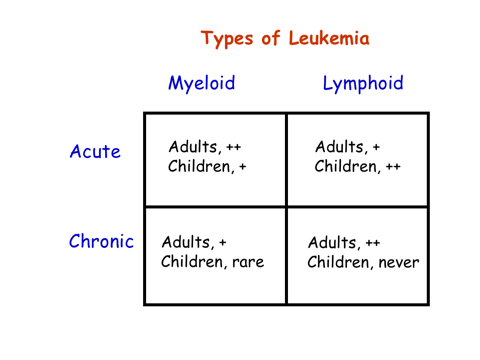 Types of Leukemia
Myeloid Lymphoid
Acute
Adults, ++
Children, +
Adults, +
Children, ++
Chronic
Adults, +
Children, rare
Adults, ++
Children, never